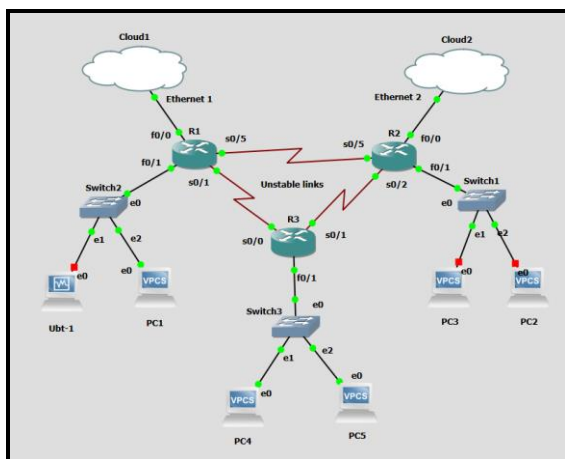 Cloud1
Cloud2
Ethernet 1
Ethernet 2
R1
R2
f0/0
f0/0
s0/5
s0/5
f0/1
f0/1
Switch2
s0/1
Unstable links
s0/2
Switch1
e0
e0
R3
e1
e2
s0/0
s0/1
e1
e2
e0
e0
f0/1
e0
e0
VPCS
VPCS
VPCS
Ubt-1
PC1
Switch3
e0
PC3
PC2
e1
e2
e0
e0
VPCS
VPCS
PC4
PC5